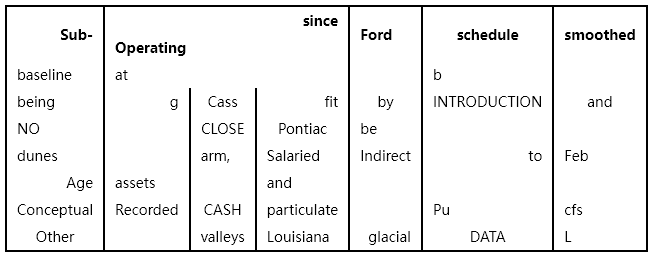 Sub- since Operating Ford schedule smoothed
baseline at b
being g Cass fit by INTRODUCTION and
NO CLOSE Pontiac be
dunes arm, Salaried Indirect to Feb
Age assets and
Conceptual Recorded CASH particulate Pu cfs
Other valleys Louisiana glacial DATA L